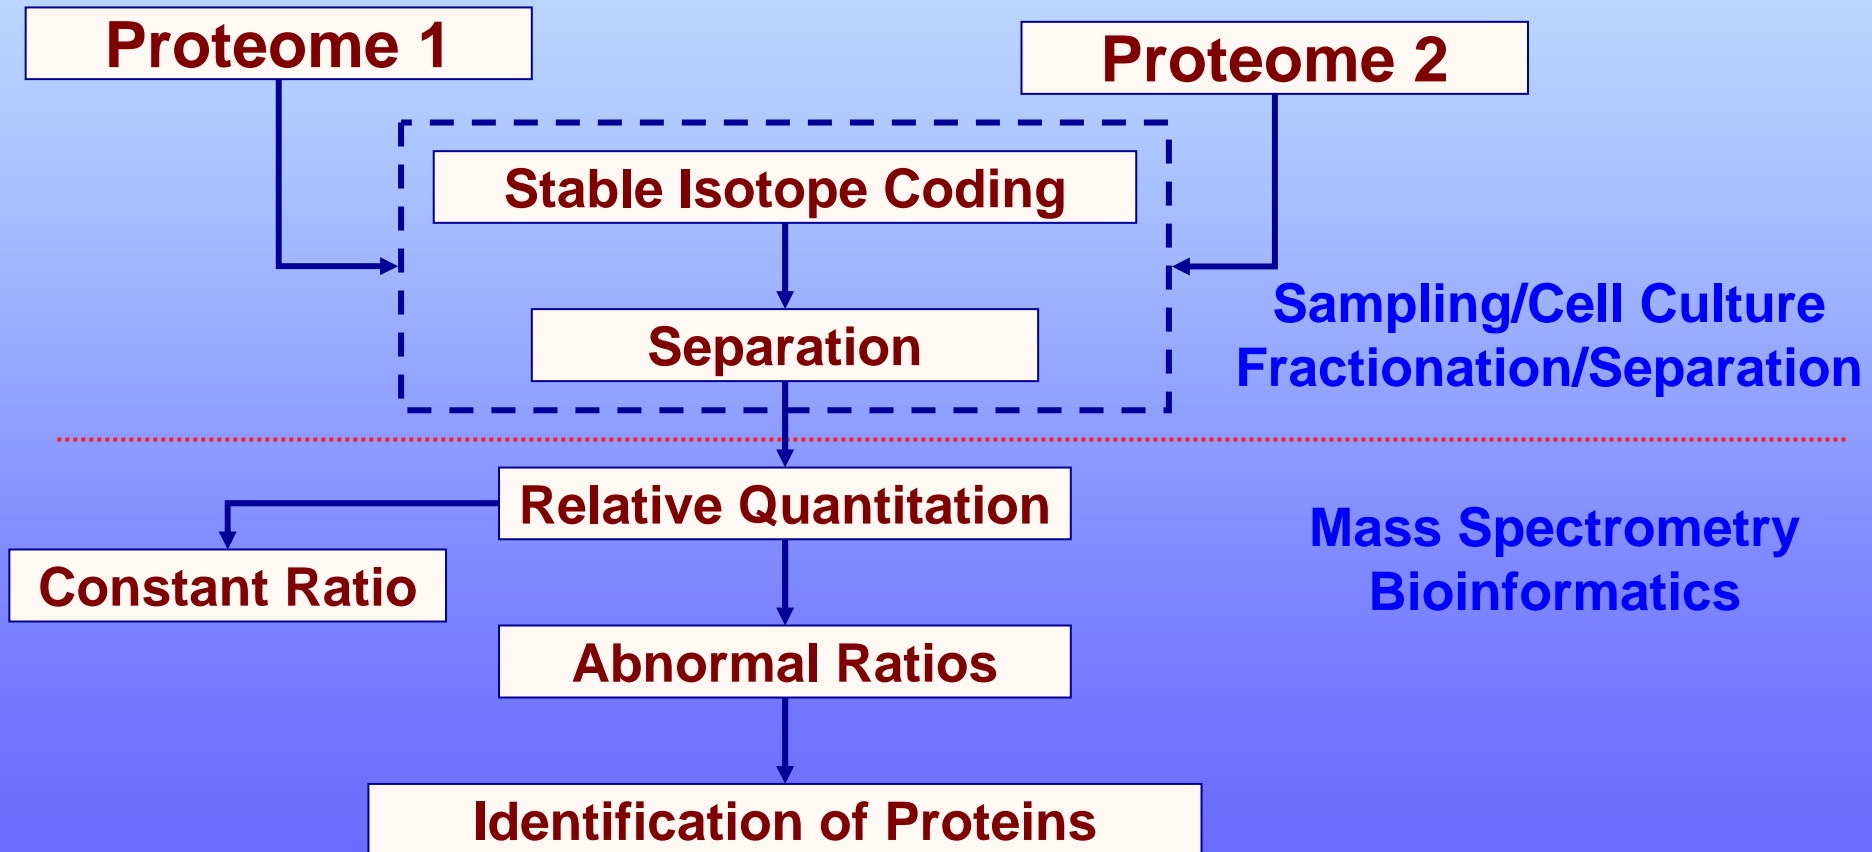 Proteome 1
Proteome 2
Stable Isotope Coding
Separation
Sampling/Cell Culture
Fractionation/Separation
Relative Quantitation
Mass Spectrometry
Bioinformatics
Constant Ratio
Abnormal Ratios
Identification of Proteins